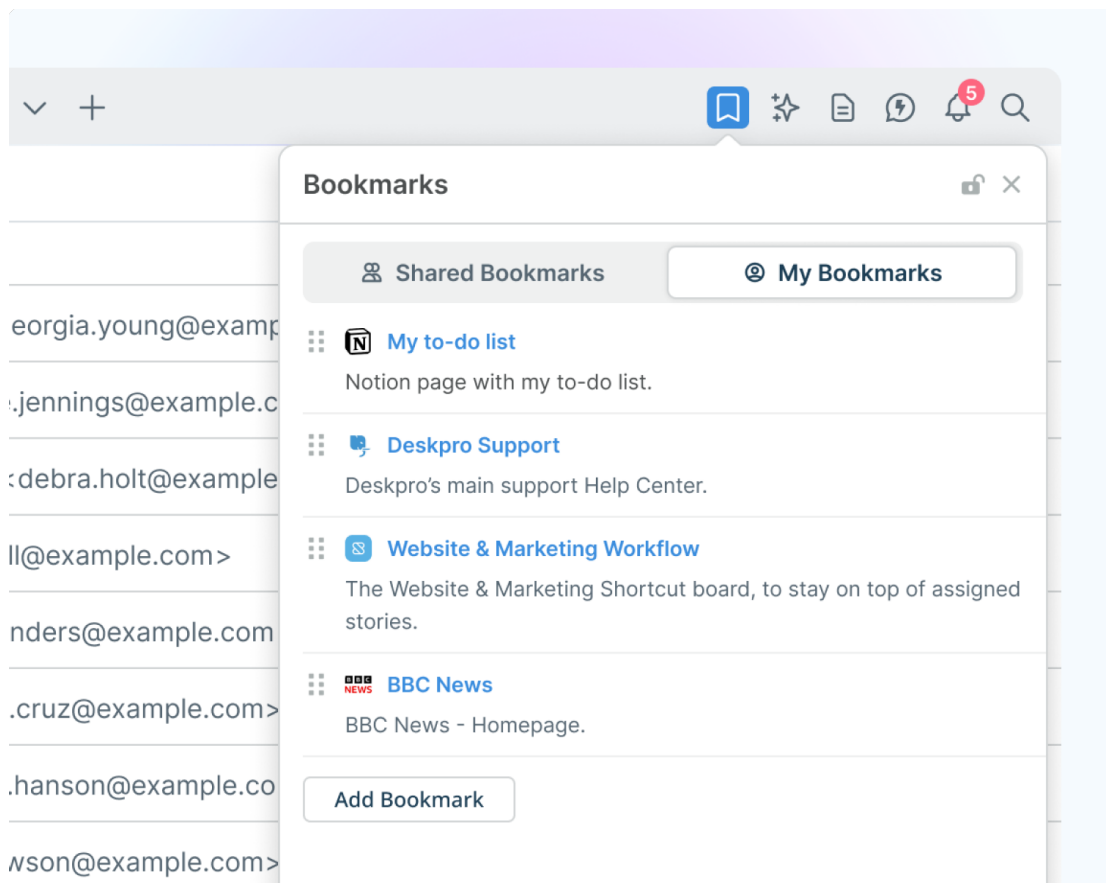 5
Bookmarks
Shared Bookmarks
My Bookmarks
My to-do list
Notion page with my to-do list.
Deskpro Support
Deskpro’s main support Help Center.
Website & Marketing Workflow
The Website & Marketing Shortcut board, to stay on top of assigned
stories.
BBC NEWS
BBC News
BBC News - Homepage.
Add Bookmark
eorgia.young@examp
.jennings@example.c
<debra.holt@example
ll@example.com>
nders@example.com
.cruz@example.com>
.hanson@example.co
wson@example.com>